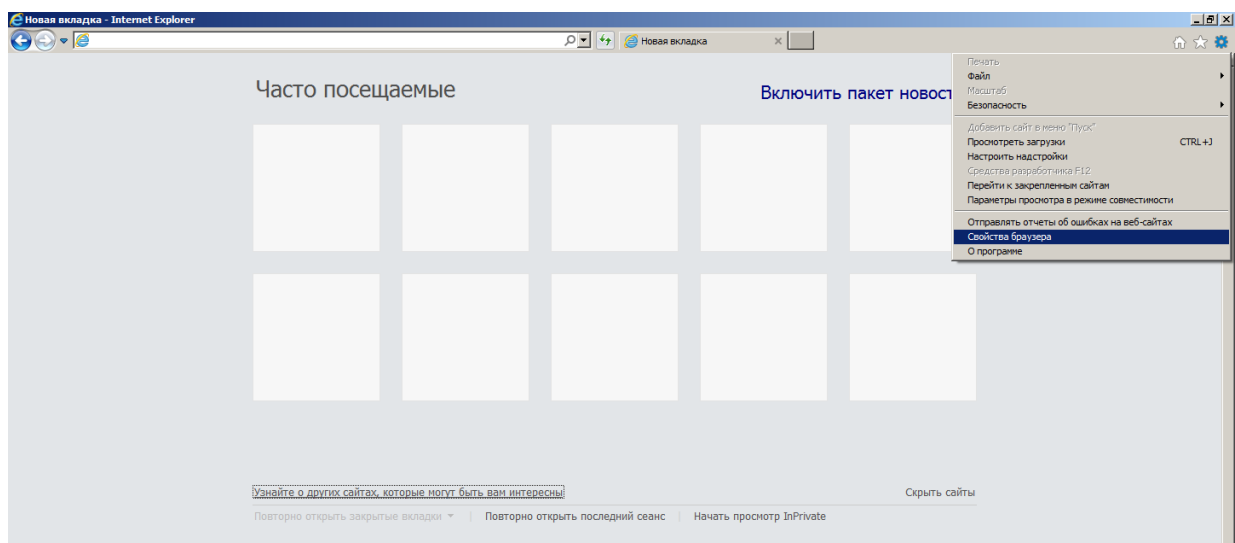 Новая вкладка - Internet Explorer
Новая вкладка
Часто посещаемые
Включить пакет новост
Печать
Файл
Масштаб
Безопасность
Добавить сайт в меню "Пуск"
Просмотреть загрузки CTRL+J
Настроить надстройки
Средства разработчика F12
Перейти к закрепленным сайтам
Параметры просмотра в режиме совместимости
Отправлять отчеты об ошибках на веб-сайтах
Свойства браузера
О программе
Узнайте о других сайтах, которые могут быть вам интересны
Скрыть сайты
Повторно открыть закрытые вкладки Повторно открыть последний сеанс Начать просмотр InPrivate